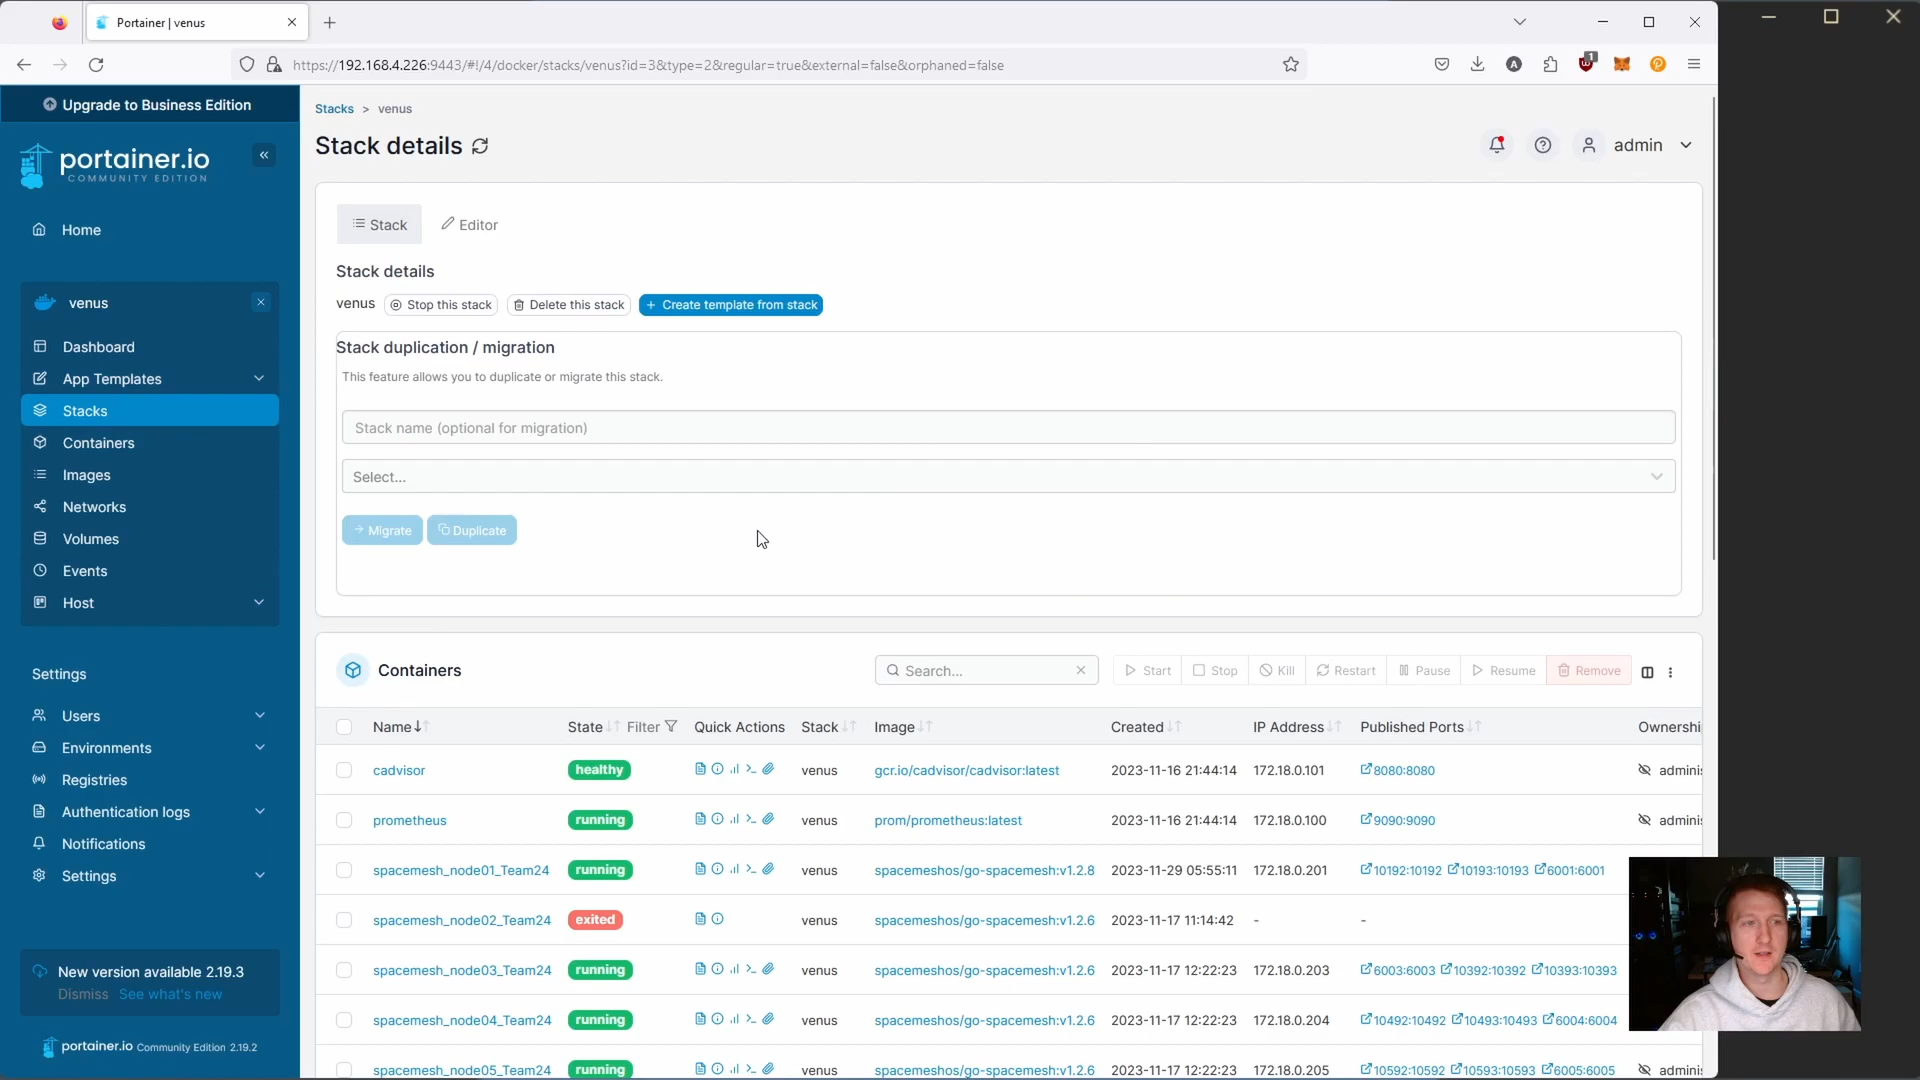 Portainer | venus
https://192.168.4.226:9443/#!/4/docker/stacks/venus?id=3&type=2&regular=true&external=false&orphaned=false
1
Upgrade to Business Edition
portainer.io
COMMUNITY EDITION
Home
venus
Dashboard
App Templates
Stacks
Containers
Images
Networks
Volumes
Events
Host
Settings
Users
Environments
Registries
Authentication logs
Notifications
Settings
New version available 2.19.3
Dismiss See what's new
portainer.io Community Edition 2.19.2
Stacks > venus
Stack details
admin
Stack Editor
Stack details
venus Stop this stack Delete this stack + Create template from stack
Stack duplication / migration
This feature allows you to duplicate or migrate this stack.
Stack name (optional for migration)
Select...
Migrate Duplicate
Containers Search... Start Stop Kill Restart Pause Resume Remove
Name State Filter Quick Actions Stack Image Created IP Address Published Ports Ownershi
cadvisor healthy venus gcr.io/cadvisor/cadvisor:latest 2023-11-16 21:44:14 172.18.0.101 8080:8080 adminis
prometheus running venus prom/prometheus:latest 2023-11-16 21:44:14 172.18.0.100 9090:9090 adminis
spacemesh_node01_Team24 running venus spacemeshos/go-spacemesh:v1.2.8 2023-11-29 05:55:11 172.18.0.201 10192:10192 10193:10193 6001:6001
spacemesh_node02_Team24 exited venus spacemeshos/go-spacemesh:v1.2.6 2023-11-17 11:14:42 - -
spacemesh_node03_Team24 running venus spacemeshos/go-spacemesh:v1.2.6 2023-11-17 12:22:23 172.18.0.203 6003:6003 10392:10392 10393:10393
spacemesh_node04_Team24 running venus spacemeshos/go-spacemesh:v1.2.6 2023-11-17 12:22:23 172.18.0.204 10492:10492 10493:10493 6004:6004
spacemesh_node05_Team24 running venus spacemeshos/go-spacemesh:v1.2.6 2023-11-17 12:22:23 172.18.0.205 10592:10592 10593:10593 6005:6005 adminis